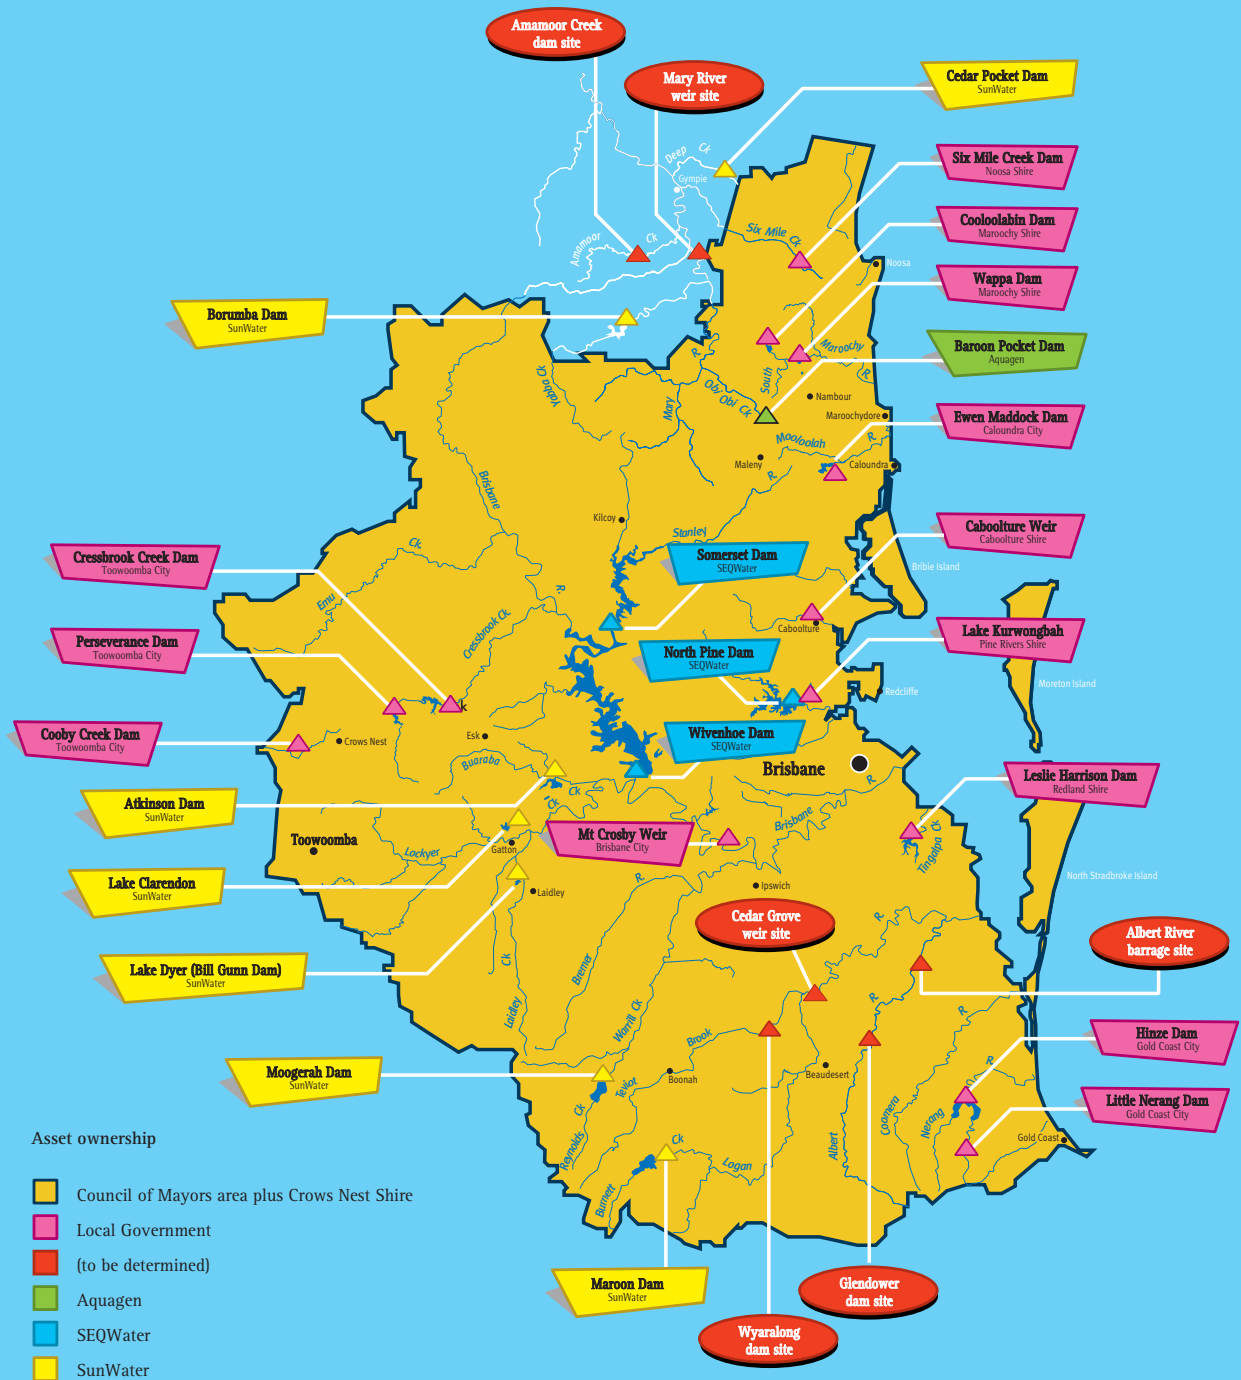 Amamoor Creek
dam site
Mary River
weir site
Cedar Pocket Dam
SunWater
Six Mile Creek Dam
Noosa Shire
Cooloolabin Dam
Maroochy Shire
Wappa Dam
Maroochy Shire
Baroon Pocket Dam
Aquagen
Ewen Maddock Dam
Caloundra City
Caboolture Weir
Caboolture Shire
Lake Kurwongbah
Pine Rivers Shire
Leslie Harrison Dam
Redland Shire
Albert River
barrage site
Hinze Dam
Gold Coast City
Little Nerang Dam
Gold Coast City
Borumba Dam
SunWater
Cressbrook Creek Dam
Toowoomba City
Perseverance Dam
Toowoomba City
Cooby Creek Dam
Toowoomba City
Atkinson Dam
SunWater
Lake Clarendon
SunWater
Lake Dyer (Bill Gunn Dam)
SunWater
Moogerah Dam
SunWater
Maroon Dam
SunWater
Wyaralong
dam site
Glendower
dam site
Cedar Grove
weir site
Mt Crosby Weir
Brisbane City
Somerset Dam
SEQWater
North Pine Dam
SEQWater
Wivenhoe Dam
SEQWater
Deep Ck
Gympie
Amamoor Ck
Six Mile Ck
Noosa
Yabba Ck
Mary
R.
Obi Obi Ck
South
Maroochy
R.
Nambour
Maroochydore
Mooloolah
R.
Maleny
Caloundra
R.
Stanley
Kilcoy
Brisbane
R.
Ck.
Emu
Cressbrook Ck.
k
Bribie Island
Caboolture
Moreton Island
Redcliffe
Crows Nest
Esk
Buaraba
Ck
Ck
Brisbane
Brisbane
R.
Tingalpa Ck
North Stradbroke Island
Toowoomba
Lockyer
Gatton
Laidley
Ipswich
R.
Bremer
Ck
Laidley
Warrill Ck
Brook
Teviot
Boonah
Beaudesert
R.
R.
Albert
Coomera
R.
Nerang
R.
Gold Coast
Reynolds
Ck
Burnett
Ck
Logan
Asset ownership
Council of Mayors area plus Crows Nest Shire
Local Government
(to be determined)
Aquagen
SEQWater
SunWater